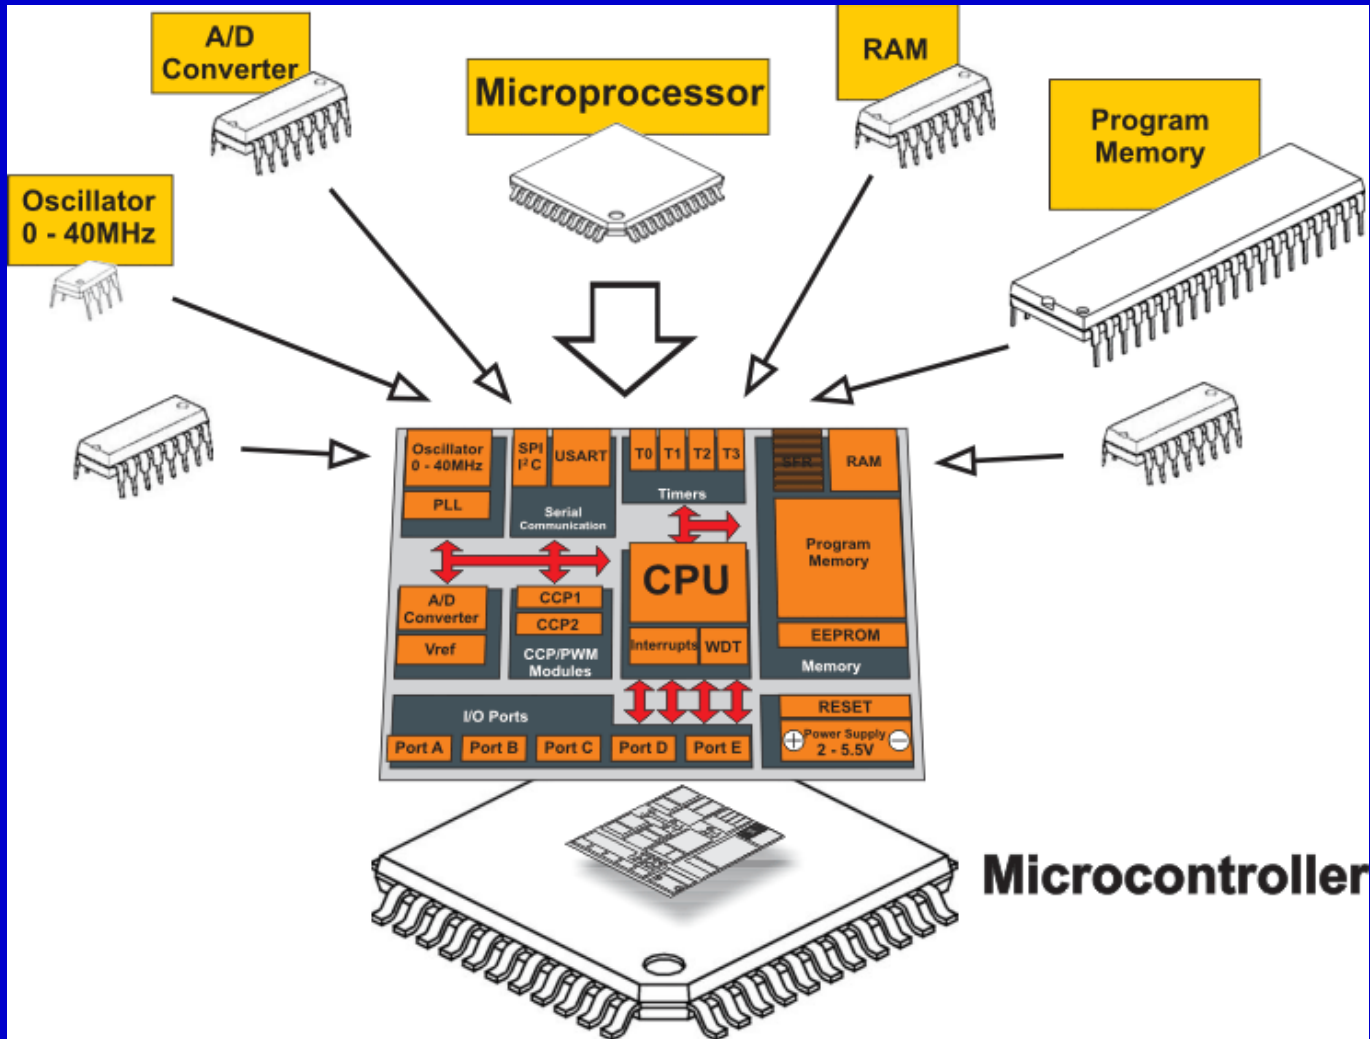 A/D
Converter
Microprocessor
RAM
Program
Memory
Oscillator
0 - 40MHz
Oscillator
0 - 40MHz
PLL
SPI
I²C
USART
Serial
Communication
T0
T1
T2
T3
Timers
SFR
RAM
Program
Memory
EEPROM
Memory
A/D
Converter
Vref
CCP1
CCP2
CCP/PWM
Modules
CPU
Interrupts
WDT
I/O Ports
Port A
Port B
Port C
Port D
Port E
RESET
Power Supply
2 - 5.5V
+
−
Microcontroller